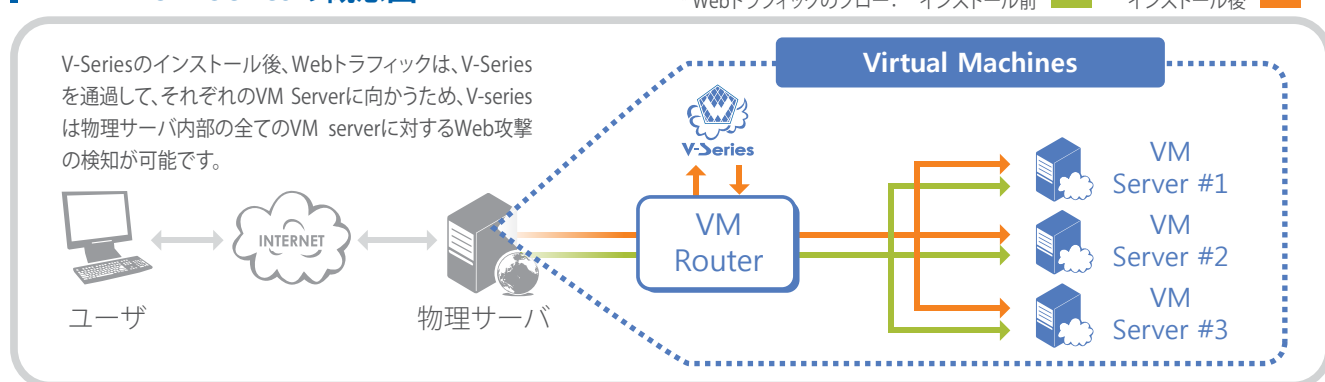 Webトラフィックのフロー： インストール前 インストール後
V-Seriesのインストール後、Webトラフィックは、V-Series
を通過して、それぞれのVM Serverに向かうため、V-series
は物理サーバ内部の全てのVM serverに対するWeb攻撃
の検知が可能です。
Virtual Machines
V-Series
INTERNET
VM
Router
VM
Server #1
VM
Server #2
VM
Server #3
ユーザ
物理サーバ